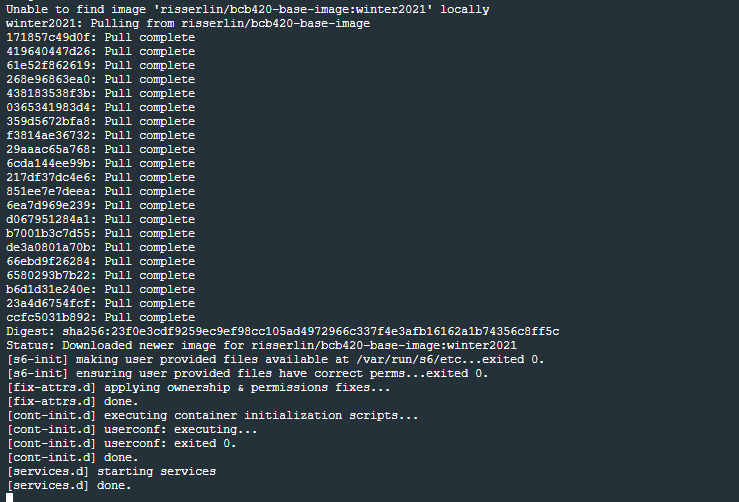 Unable to find image 'risserlin/bcb420-base-image:winter2021' locally
winter2021: Pulling from risserlin/bcb420-base-image
171857c49d0f: Pull complete
419640447d26: Pull complete
61e52f862619: Pull complete
268e96863ea0: Pull complete
438183538f3b: Pull complete
0365341983d4: Pull complete
359d5672bfa8: Pull complete
f3814ae36732: Pull complete
29aaac65a768: Pull complete
6cda144ee99b: Pull complete
217df37dc4e6: Pull complete
851ee7e7deea: Pull complete
6ea7d969e239: Pull complete
d067951284a1: Pull complete
b7001b3c7d55: Pull complete
de3a0801a70b: Pull complete
66ebd9f26284: Pull complete
6580293b7b22: Pull complete
b6d1d31e240e: Pull complete
23a4d6754fcf: Pull complete
ccfc5031b892: Pull complete
Digest: sha256:23f0e3cdf9259ec9ef98cc105ad4972966c337f4e3afb16162a1b74356c8ff5c
Status: Downloaded newer image for risserlin/bcb420-base-image:winter2021
[s6-init] making user provided files available at /var/run/s6/etc...exited 0.
[s6-init] ensuring user provided files have correct perms...exited 0.
[fix-attrs.d] applying ownership & permissions fixes...
[fix-attrs.d] done.
[cont-init.d] executing container initialization scripts...
[cont-init.d] userconf: executing...
[cont-init.d] userconf: exited 0.
[cont-init.d] done.
[services.d] starting services
[services.d] done.